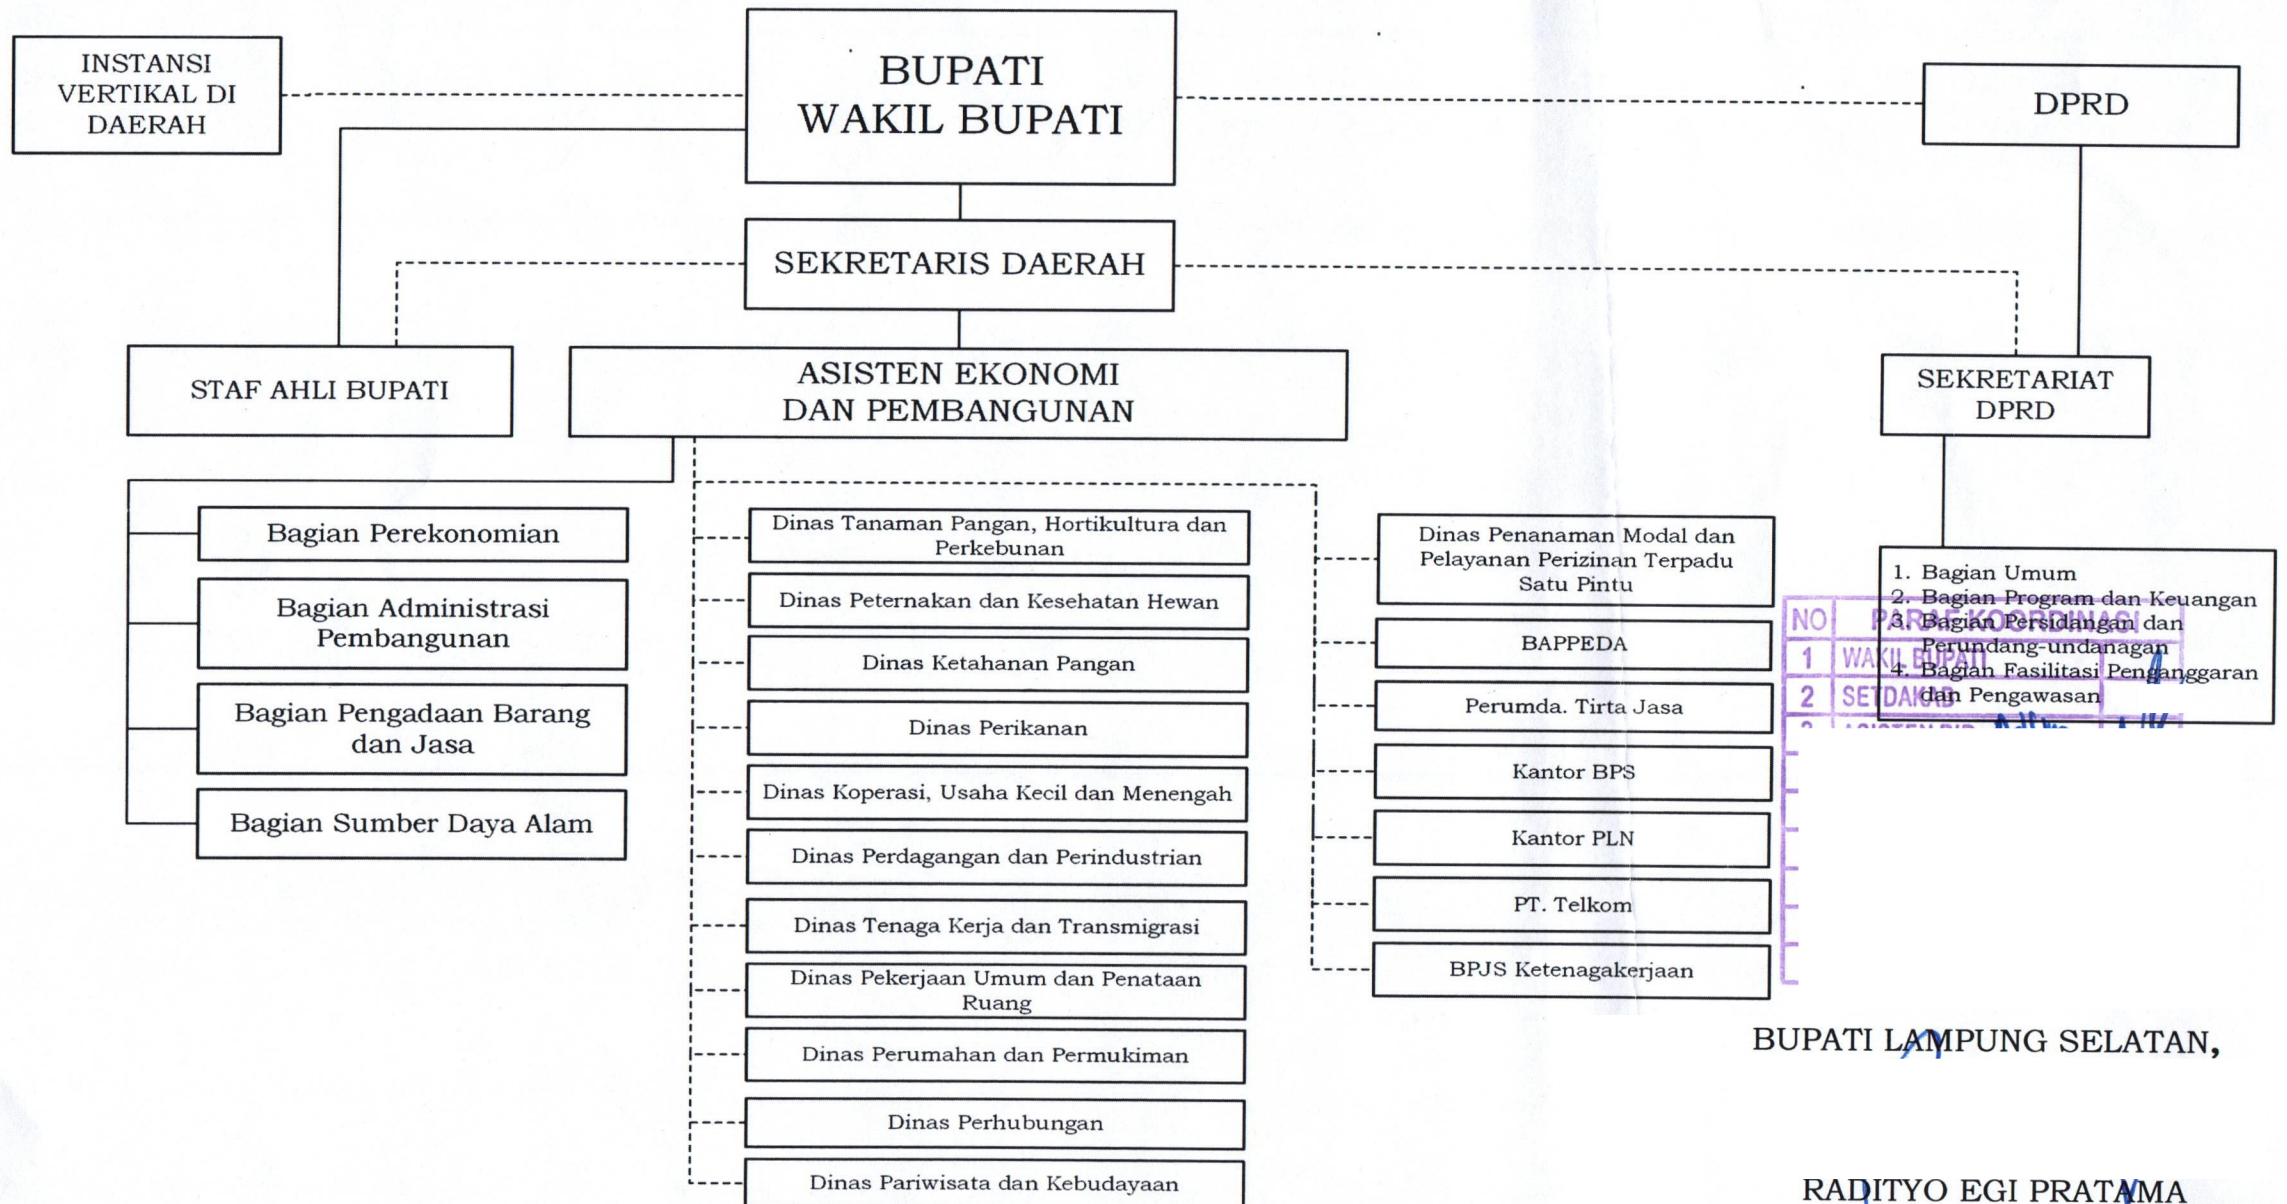 INSTANSI
VERTIKAL DI
DAERAH
BUPATI
WAKIL BUPATI
DPRD
SEKRETARIS DAERAH
STAF AHLI BUPATI
ASISTEN EKONOMI
DAN PEMBANGUNAN
SEKRETARIAT
DPRD
Bagian Perekonomian
Bagian Administrasi
Pembangunan
Bagian Pengadaan Barang
dan Jasa
Bagian Sumber Daya Alam
Dinas Tanaman Pangan, Hortikultura dan
Perkebunan
Dinas Peternakan dan Kesehatan Hewan
Dinas Ketahanan Pangan
Dinas Perikanan
Dinas Koperasi, Usaha Kecil dan Menengah
Dinas Perdagangan dan Perindustrian
Dinas Tenaga Kerja dan Transmigrasi
Dinas Pekerjaan Umum dan Penataan
Ruang
Dinas Perumahan dan Permukiman
Dinas Perhubungan
Dinas Pariwisata dan Kebudayaan
Dinas Penanaman Modal dan
Pelayanan Perizinan Terpadu
Satu Pintu
BAPPEDA
Perumda. Tirta Jasa
Kantor BPS
Kantor PLN
PT. Telkom
BPJS Ketenagakerjaan
1. Bagian Umum
2. Bagian Program dan Keuangan
3. Bagian Persidangan dan
Perundang-undanagan
4. Bagian Fasilitasi Penganggaran
dan Pengawasan
NO PARAF KOORDINASI
1 WAKIL BUPATI
2 SETDAKAB
BUPATI LAMPUNG SELATAN,
RADITYO EGI PRATAMA